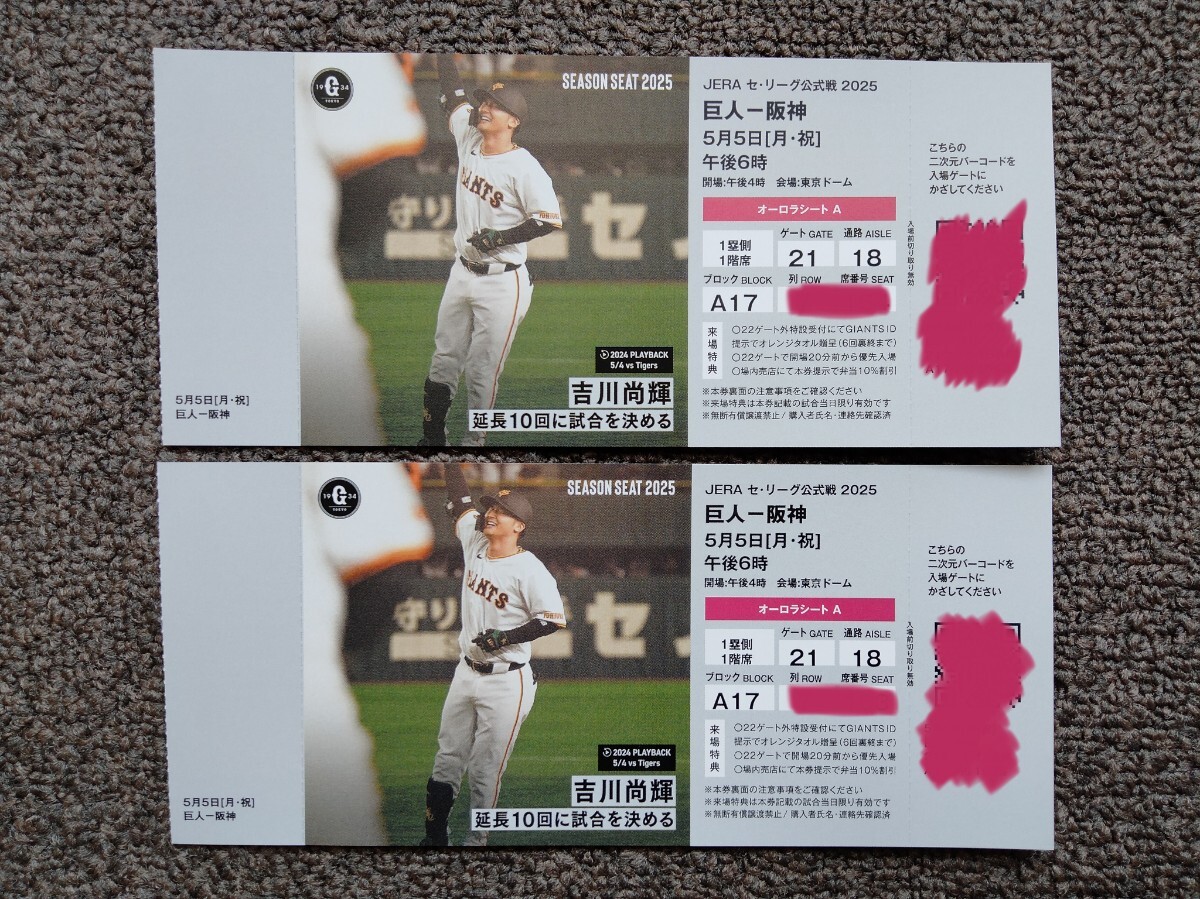 19 G 34
TOKYO
SEASON SEAT 2025
GIANTS
守り
セ
2024 PLAYBACK
5/4 vs Tigers
吉川尚輝
延長10回に試合を決める
5月5日[月・祝]
巨人ー阪神
JERA セ・リーグ公式戦 2025
巨人ー阪神
5月5日[月・祝]
午後6時
開場:午後4時 会場:東京ドーム
オーロラシート A
1塁側
1階席
ゲート GATE 通路 AISLE
21 18
ブロック BLOCK 列 ROW 席番号 SEAT
A17
来場特典
○22ゲート外特設受付にてGIANTS ID
提示でオレンジタオル贈呈(6回裏終まで)
○22ゲートで開場20分前から優先入場
○場内売店にて本券提示で弁当10%割引
※本券裏面の注意事項をご確認ください
※来場特典は本券記載の試合当日限り有効です
※無断有償譲渡禁止/購入者氏名・連絡先確認済
入場前切り取り無効
こちらの
二次元バーコードを
入場ゲートに
かざしてください
19 G 34
TOKYO
SEASON SEAT 2025
GIANTS
守り
セ
2024 PLAYBACK
5/4 vs Tigers
吉川尚輝
延長10回に試合を決める
5月5日[月・祝]
巨人ー阪神
JERA セ・リーグ公式戦 2025
巨人ー阪神
5月5日[月・祝]
午後6時
開場:午後4時 会場:東京ドーム
オーロラシート A
1塁側
1階席
ゲート GATE 通路 AISLE
21 18
ブロック BLOCK 列 ROW 席番号 SEAT
A17
来場特典
○22ゲート外特設受付にてGIANTS ID
提示でオレンジタオル贈呈(6回裏終まで)
○22ゲートで開場20分前から優先入場
○場内売店にて本券提示で弁当10%割引
※本券裏面の注意事項をご確認ください
※来場特典は本券記載の試合当日限り有効です
※無断有償譲渡禁止/購入者氏名・連絡先確認済
入場前切り取り無効
こちらの
二次元バーコードを
入場ゲートに
かざしてください